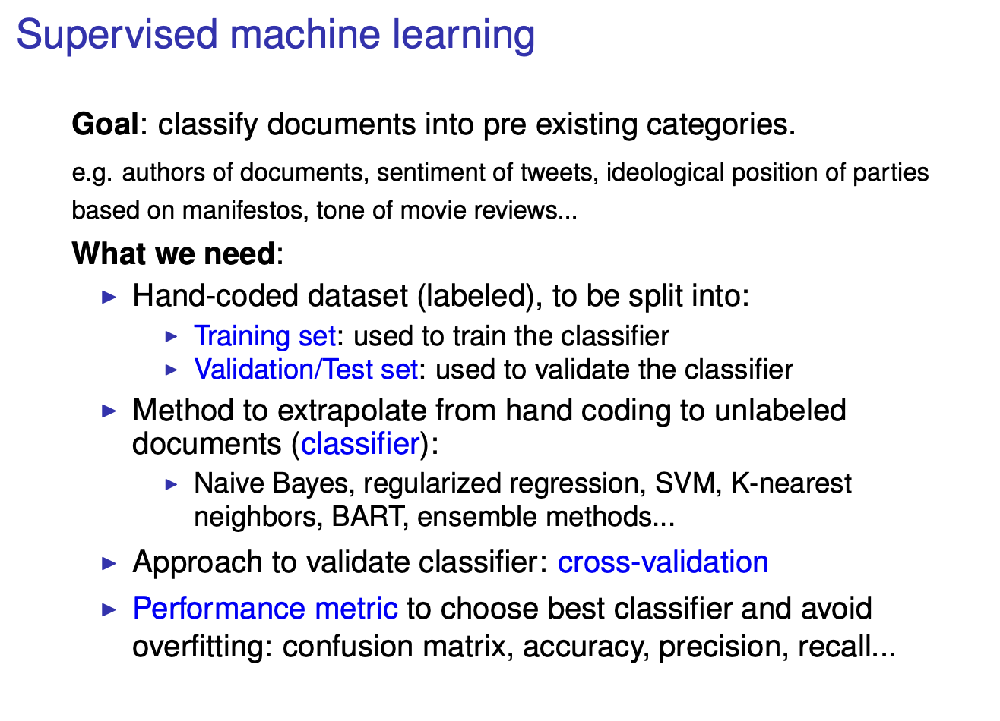 Supervised machine learning
Goal: classify documents into pre existing categories.
e.g. authors of documents, sentiment of tweets, ideological position of parties
based on manifestos, tone of movie reviews...
What we need:
▶ Hand-coded dataset (labeled), to be split into:
▶ Training set: used to train the classifier
▶ Validation/Test set: used to validate the classifier
▶ Method to extrapolate from hand coding to unlabeled
documents (classifier):
▶ Naive Bayes, regularized regression, SVM, K-nearest
neighbors, BART, ensemble methods...
▶ Approach to validate classifier: cross-validation
▶ Performance metric to choose best classifier and avoid
overfitting: confusion matrix, accuracy, precision, recall...